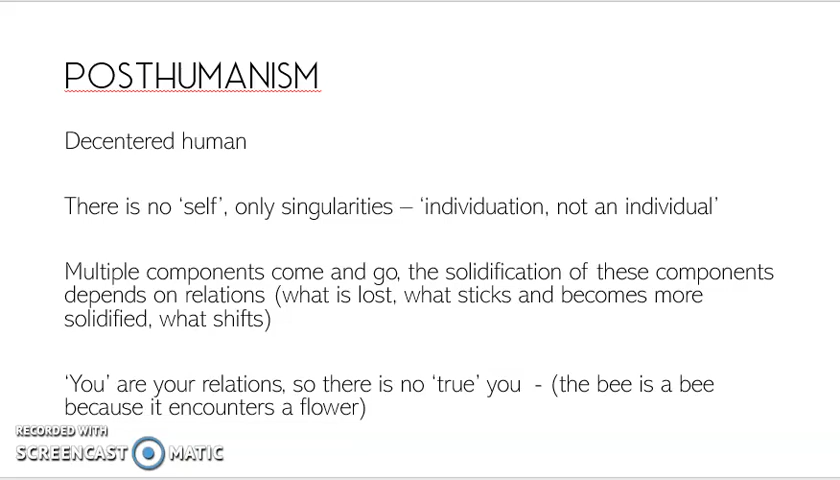 POSTHUMANISM
Decentered human
There is no ‘self’, only singularities – ‘individuation, not an individual’
Multiple components come and go, the solidification of these components
depends on relations (what is lost, what sticks and becomes more
solidified, what shifts)
‘You’ are your relations, so there is no ‘true’ you - (the bee is a bee
because it encounters a flower)
RECORDED WITH
SCREENCAST MATIC